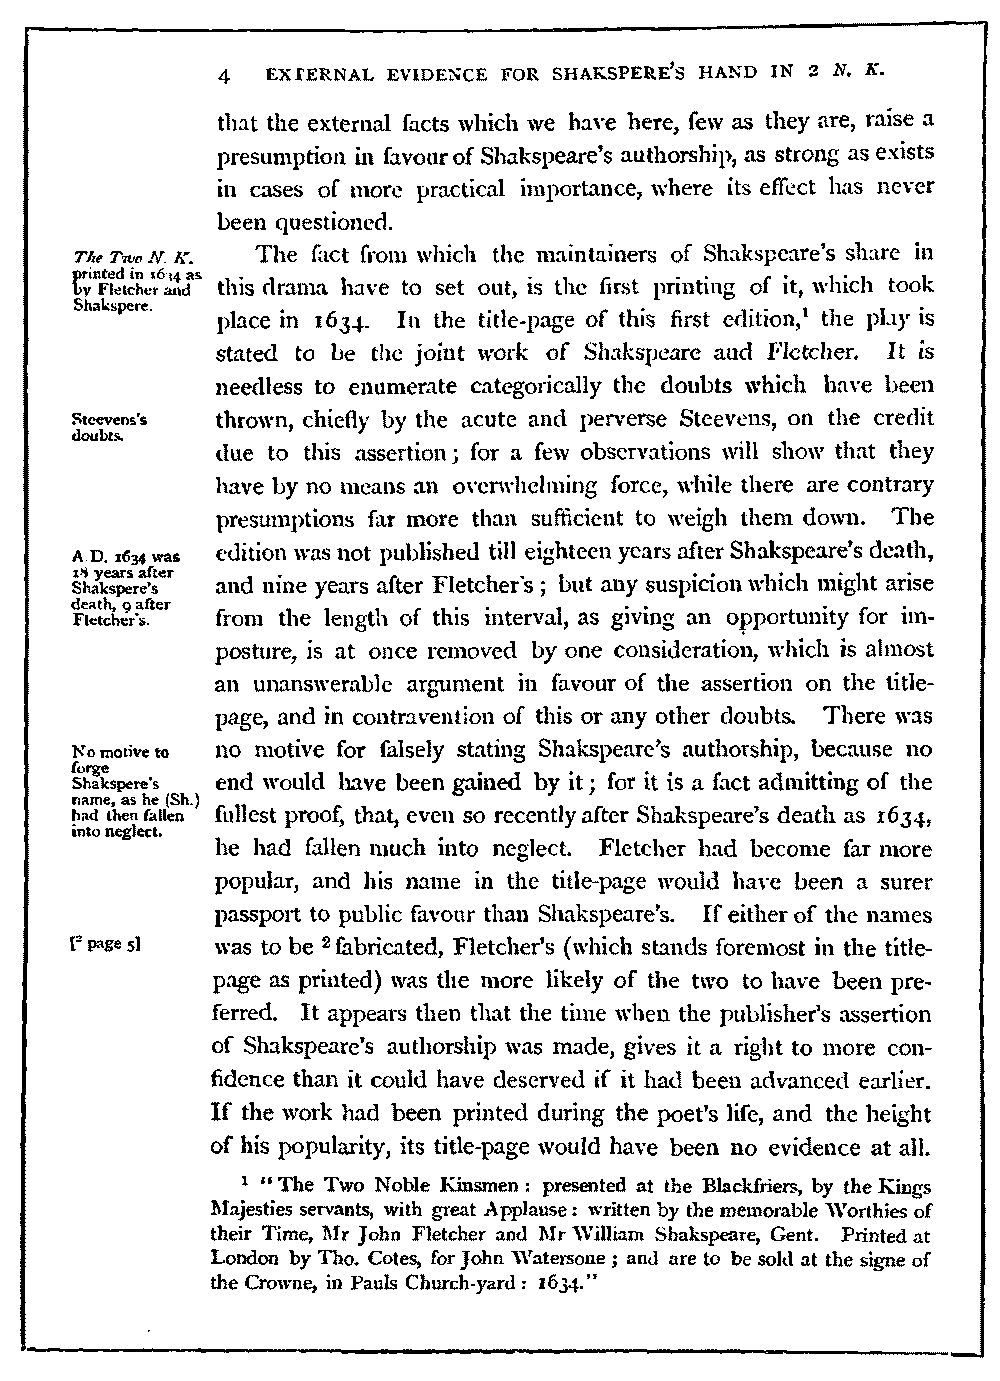 4 EXTERNAL EVIDENCE FOR SHAKSPERE'S HAND IN 2 N. K.
that the external facts which we have here, few as they are, raise a
presumption in favour of Shakspeare's authorship, as strong as exists
in cases of more practical importance, where its effect has never
been questioned.
The Two N. K.
printed in 1634 as
by Fletcher and
Shakspere.
The fact from which the maintainers of Shakspeare's share in
this drama have to set out, is the first printing of it, which took
place in 1634. In the title-page of this first edition,¹ the play is
stated to be the joint work of Shakspeare and Fletcher. It is
needless to enumerate categorically the doubts which have been
Steevens's
doubts.
thrown, chiefly by the acute and perverse Steevens, on the credit
due to this assertion; for a few observations will show that they
have by no means an overwhelming force, while there are contrary
presumptions far more than sufficient to weigh them down. The
A.D. 1634 was
18 years after
Shakspere's
death, 9 after
Fletcher's.
edition was not published till eighteen years after Shakspeare's death,
and nine years after Fletcher's; but any suspicion which might arise
from the length of this interval, as giving an opportunity for im-
posture, is at once removed by one consideration, which is almost
an unanswerable argument in favour of the assertion on the title-
page, and in contravention of this or any other doubts. There was
No motive to
forge
Shakspere's
name, as he (Sh.)
had then fallen
into neglect.
no motive for falsely stating Shakspeare's authorship, because no
end would have been gained by it; for it is a fact admitting of the
fullest proof, that, even so recently after Shakspeare's death as 1634,
he had fallen much into neglect. Fletcher had become far more
popular, and his name in the title-page would have been a surer
passport to public favour than Shakspeare's. If either of the names
[² page 5]
was to be ² fabricated, Fletcher's (which stands foremost in the title-
page as printed) was the more likely of the two to have been pre-
ferred. It appears then that the time when the publisher's assertion
of Shakspeare's authorship was made, gives it a right to more con-
fidence than it could have deserved if it had been advanced earlier.
If the work had been printed during the poet's life, and the height
of his popularity, its title-page would have been no evidence at all.
¹ "The Two Noble Kinsmen: presented at the Blackfriers, by the Kings
Majesties servants, with great Applause: written by the memorable Worthies of
their Time, Mr John Fletcher and Mr William Shakspeare, Gent. Printed at
London by Tho. Cotes, for John Watersone; and are to be sold at the signe of
the Crowne, in Pauls Church-yard: 1634."